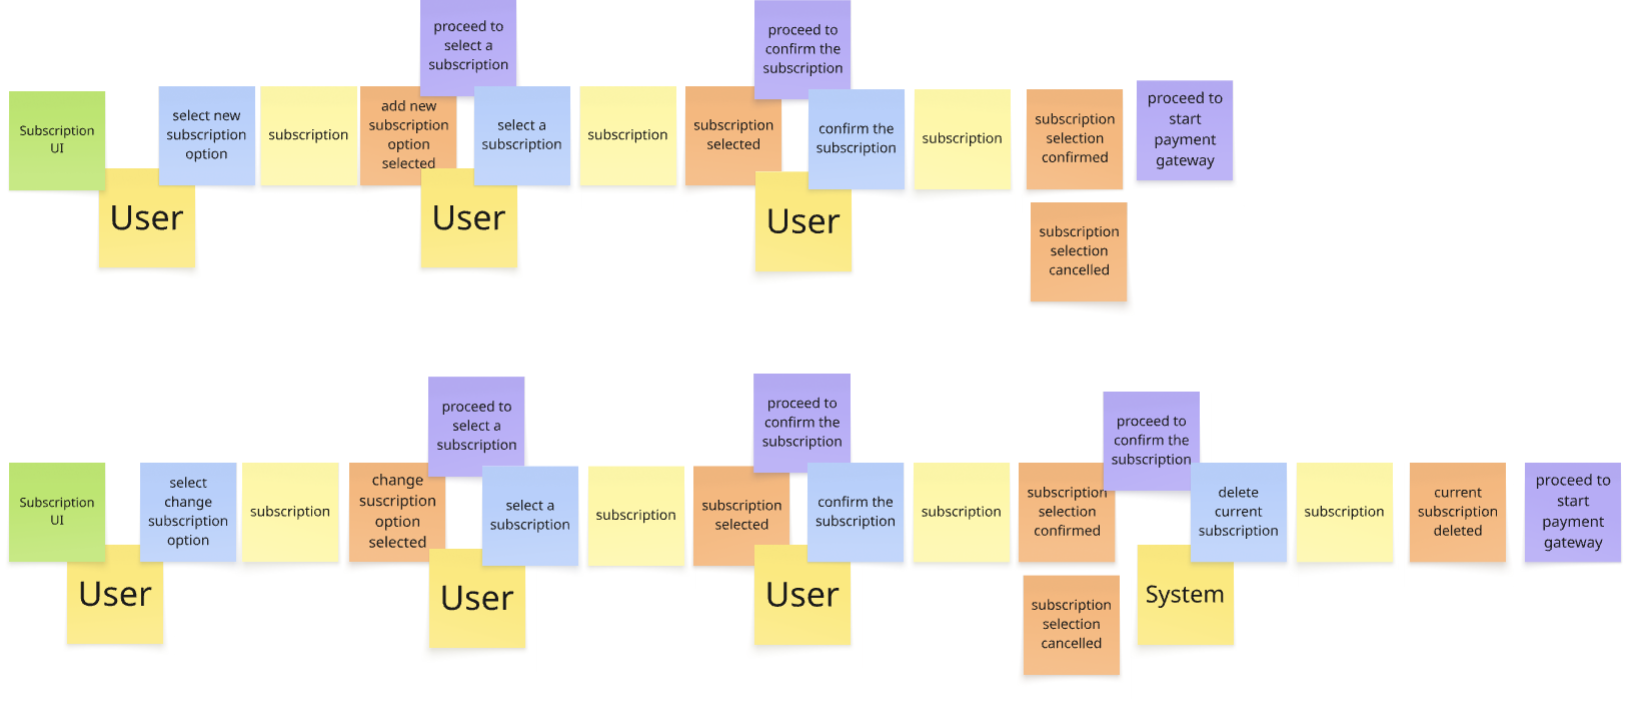 proceed to
select a
subscription
proceed to
confirm the
subscription
Subscription
UI
User
select new
subscription
option
subscription
add new
subscription
option
selected
User
select a
subscription
subscription
subscription
selected
User
confirm the
subscription
subscription
subscription
selection
confirmed
proceed to
start
payment
gateway
subscription
selection
cancelled
proceed to
select a
subscription
proceed to
confirm the
subscription
proceed to
confirm the
subscription
Subscription
UI
User
select
change
subscription
option
subscription
change
suscription
option
selected
User
select a
subscription
subscription
subscription
selected
User
confirm the
subscription
subscription
subscription
selection
confirmed
subscription
selection
cancelled
System
delete
current
subscription
subscription
current
subscription
deleted
proceed to
start
payment
gateway